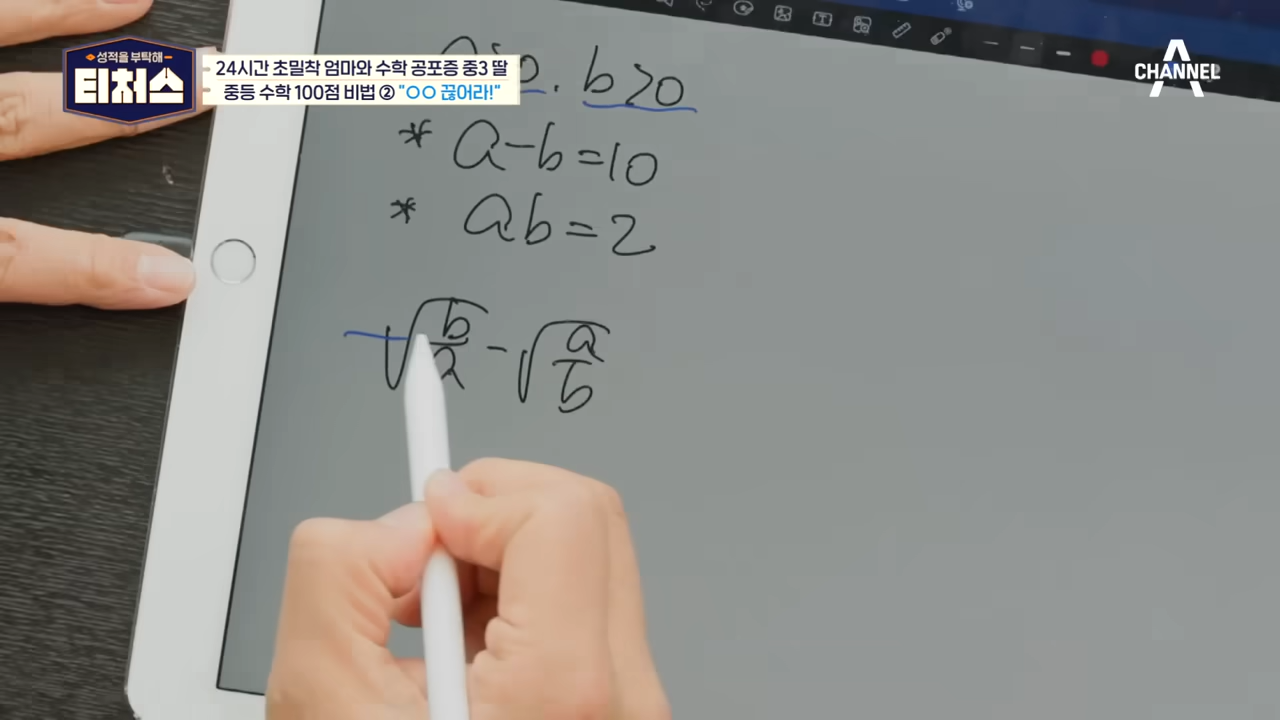 성적을 부탁해
티처스
24시간 초밀착 엄마와 수학 공포증 중3 딸
중등 수학 100점 비법 ② "○○ 끊어라!"
A
CHANNEL
b>0
* a-b=10
* ab=2
√(b/a) - √(a/b)